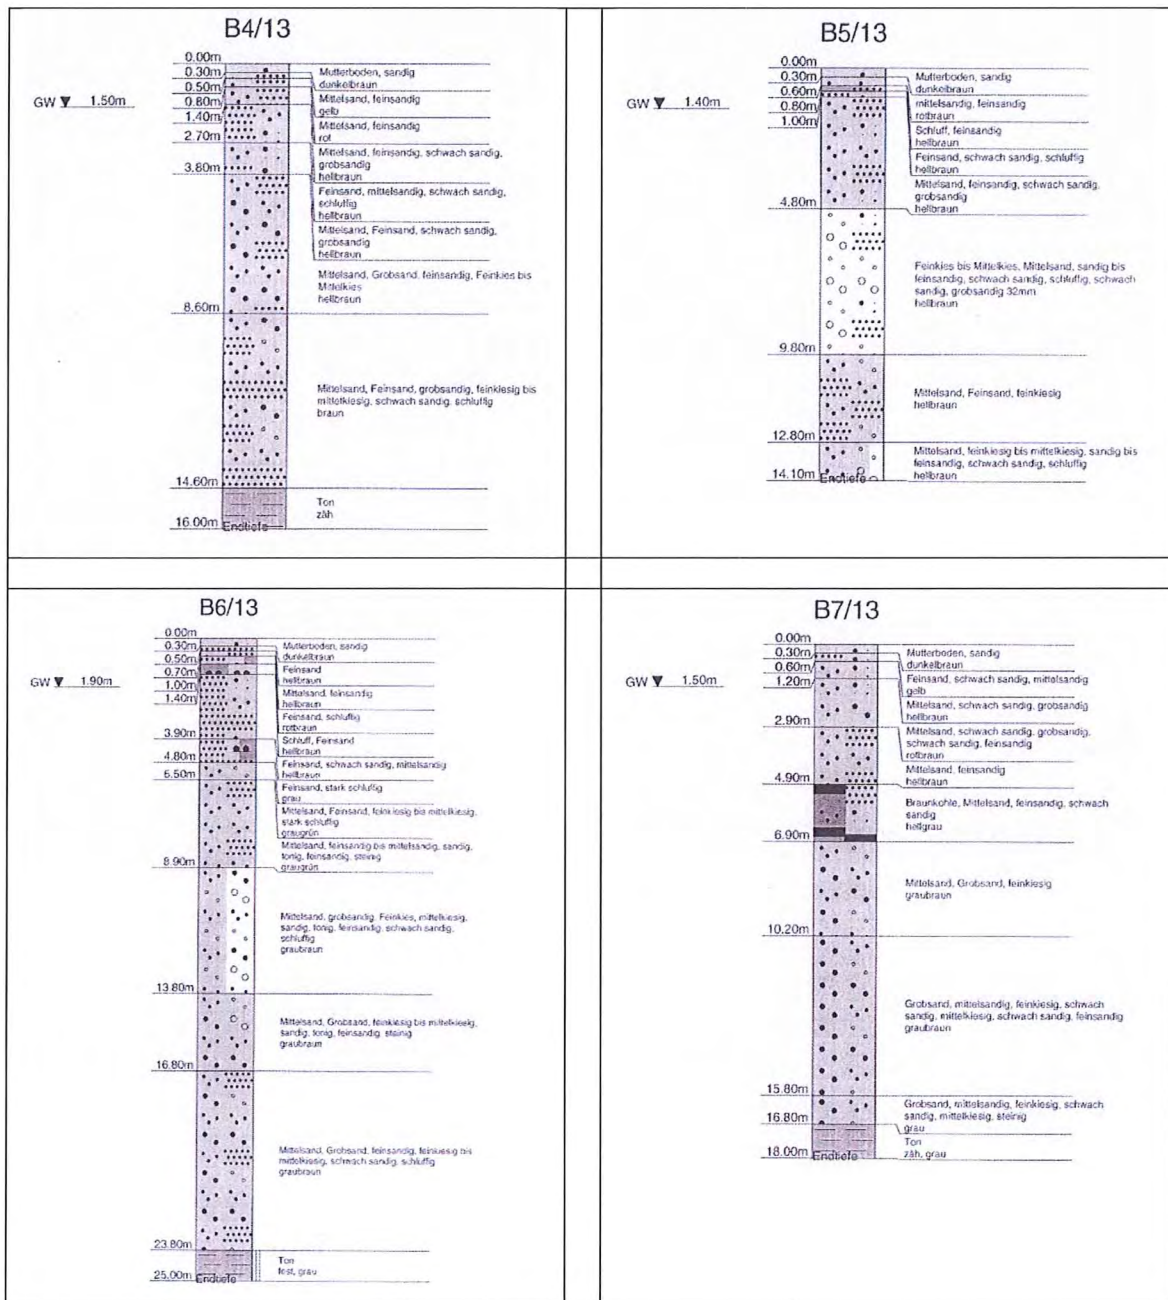 B4/13
0.00m
0.30m
0.50m
0.80m
1.40m
2.70m
3.80m
8.60m
14.60m
16.00m
GW 1.50m
Mutterboden, sandig
dunkelbraun
Mittelsand, feinsandig
gelb
Mittelsand, feinsandig
rot
Mittelsand, feinsandig, schwach sandig,
grobsandig
hellbraun
Feinsand, mittelsandig, schwach sandig,
schluffig
hellbraun
Mittelsand, Feinsand, schwach sandig,
grobsandig
hellbraun
Mittelsand, Grobsand, feinsandig, Feinkies bis
Mittelkies
hellbraun
Mittelsand, Feinsand, grobsandig, feinkiesig bis
mittelkiesig, schwach sandig, schluffig
braun
Ton
zäh
Endtiefe
B5/13
0.00m
0.30m
0.60m
0.80m
1.00m
4.80m
9.80m
12.80m
14.10m
GW 1.40m
Mutterboden, sandig
dunkelbraun
mittelsandig, feinsandig
rotbraun
Schluff, feinsandig
hellbraun
Feinsand, schwach sandig, schluffig
hellbraun
Mittelsand, feinsandig, schwach sandig,
grobsandig
hellbraun
Feinkies bis Mittelkies, Mittelsand, sandig bis
feinsandig, schwach sandig, schluffig, schwach
sandig, grobsandig 32mm
hellbraun
Mittelsand, Feinsand, feinkiesig
hellbraun
Mittelsand, feinkiesig bis mittelkiesig, sandig bis
feinsandig, schwach sandig, schluffig
hellbraun
Endtiefe
B6/13
0.00m
0.30m
0.50m
0.70m
1.00m
1.40m
3.90m
4.80m
5.50m
8.90m
13.80m
16.80m
23.80m
25.00m
GW 1.90m
Mutterboden, sandig
dunkelbraun
Feinsand
hellbraun
Mittelsand, feinsandig
hellbraun
Feinsand, schluffig
rotbraun
Schluff, Feinsand
hellbraun
Feinsand, schwach sandig, mittelsandig
hellbraun
Feinsand, stark schluffig
grau
Mittelsand, Feinsand, feinkiesig bis mittelkiesig,
stark schluffig
graugrün
Mittelsand, feinsandig bis mittelsandig, sandig,
tonig, feinsandig, steinig
graugrün
Mittelsand, grobsandig, Feinkies, mittelkiesig,
sandig, tonig, feinsandig, schwach sandig,
schluffig
graubraun
Mittelsand, Grobsand, feinkiesig bis mittelkiesig,
sandig, tonig, feinsandig, steinig
graubraun
Mittelsand, Grobsand, feinsandig, feinkiesig bis
mittelkiesig, schwach sandig, schluffig
graubraun
Ton
fest, grau
Endtiefe
B7/13
0.00m
0.30m
0.60m
1.20m
2.90m
4.90m
6.90m
10.20m
15.80m
16.80m
18.00m
GW 1.50m
Mutterboden, sandig
dunkelbraun
Feinsand, schwach sandig, mittelsandig
gelb
Mittelsand, schwach sandig, grobsandig
hellbraun
Mittelsand, schwach sandig, grobsandig,
schwach sandig, feinsandig
rotbraun
Mittelsand, feinsandig
hellbraun
Braunkohle, Mittelsand, feinsandig, schwach
sandig
hellgrau
Mittelsand, Grobsand, feinkiesig
graubraun
Grobsand, mittelsandig, feinkiesig, schwach
sandig, mittelkiesig, schwach sandig, feinsandig
graubraun
Grobsand, mittelsandig, feinkiesig, schwach
sandig, mittelkiesig, steinig
grau
Ton
zäh, grau
Endtiefe